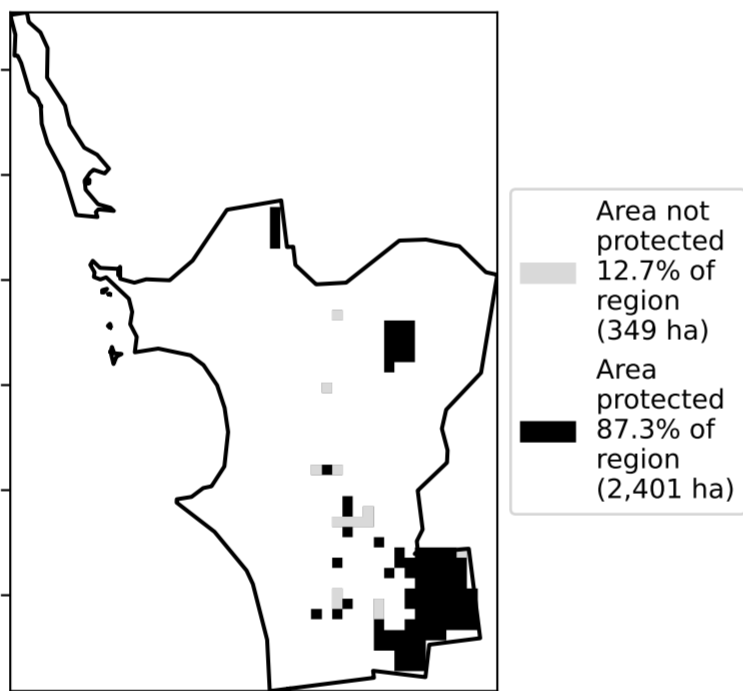 Area not
protected
12.7% of
region
(349 ha)
Area
protected
87.3% of
region
(2,401 ha)